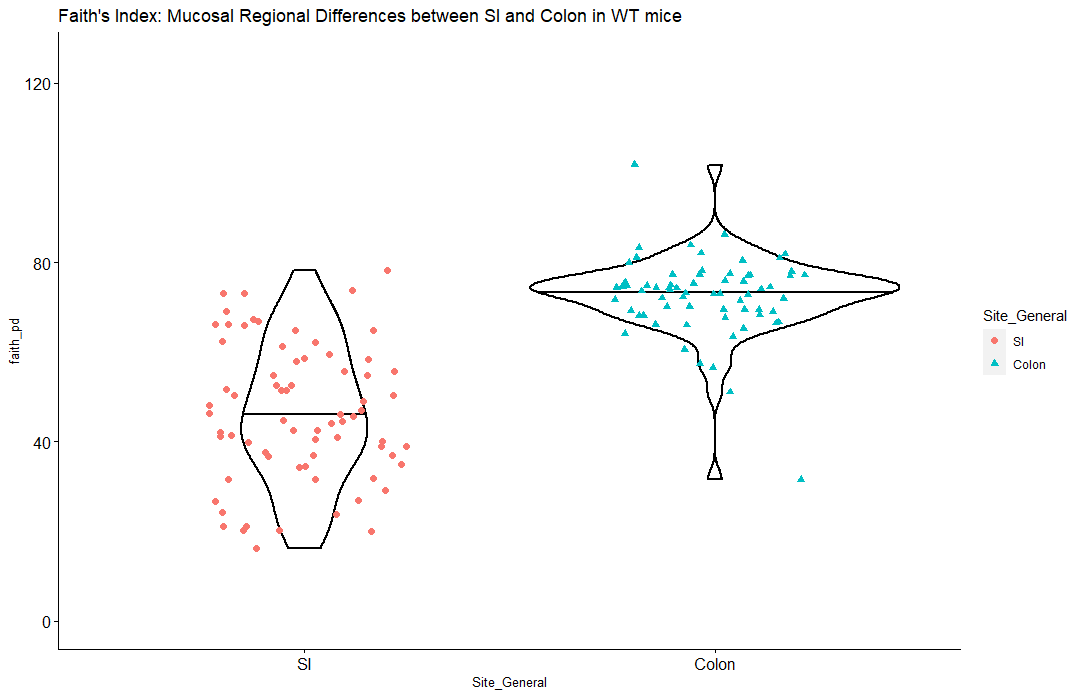 Faith's Index: Mucosal Regional Differences between SI and Colon in WT mice
120
80
40
0
faith_pd
SI
Colon
Site_General
Site_General
SI
Colon